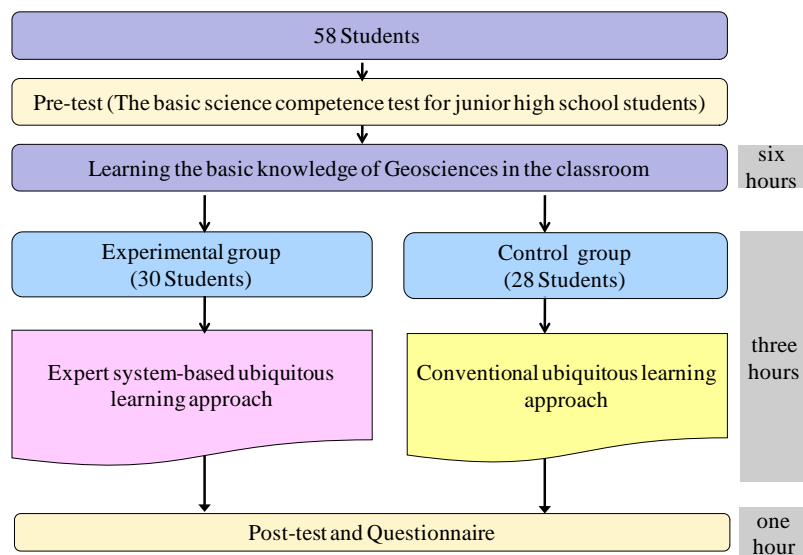 58 Students
Pre-test (The basic science competence test for junior high school students)
Learning the basic knowledge of Geosciences in the classroom
six
hours
Experimental group
(30 Students)
Control group
(28 Students)
Expert system-based ubiquitous
learning approach
Conventional ubiquitous learning
approach
three
hours
Post-test and Questionnaire
one
hour